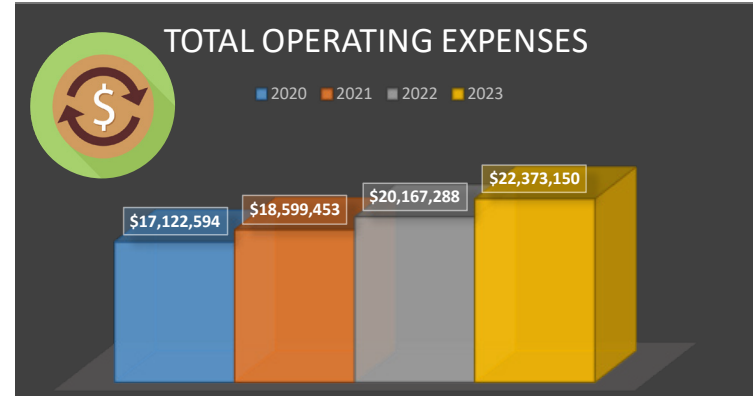 TOTAL OPERATING EXPENSES
2020 2021 2022 2023
$
$17,122,594
$18,599,453
$20,167,288
$22,373,150